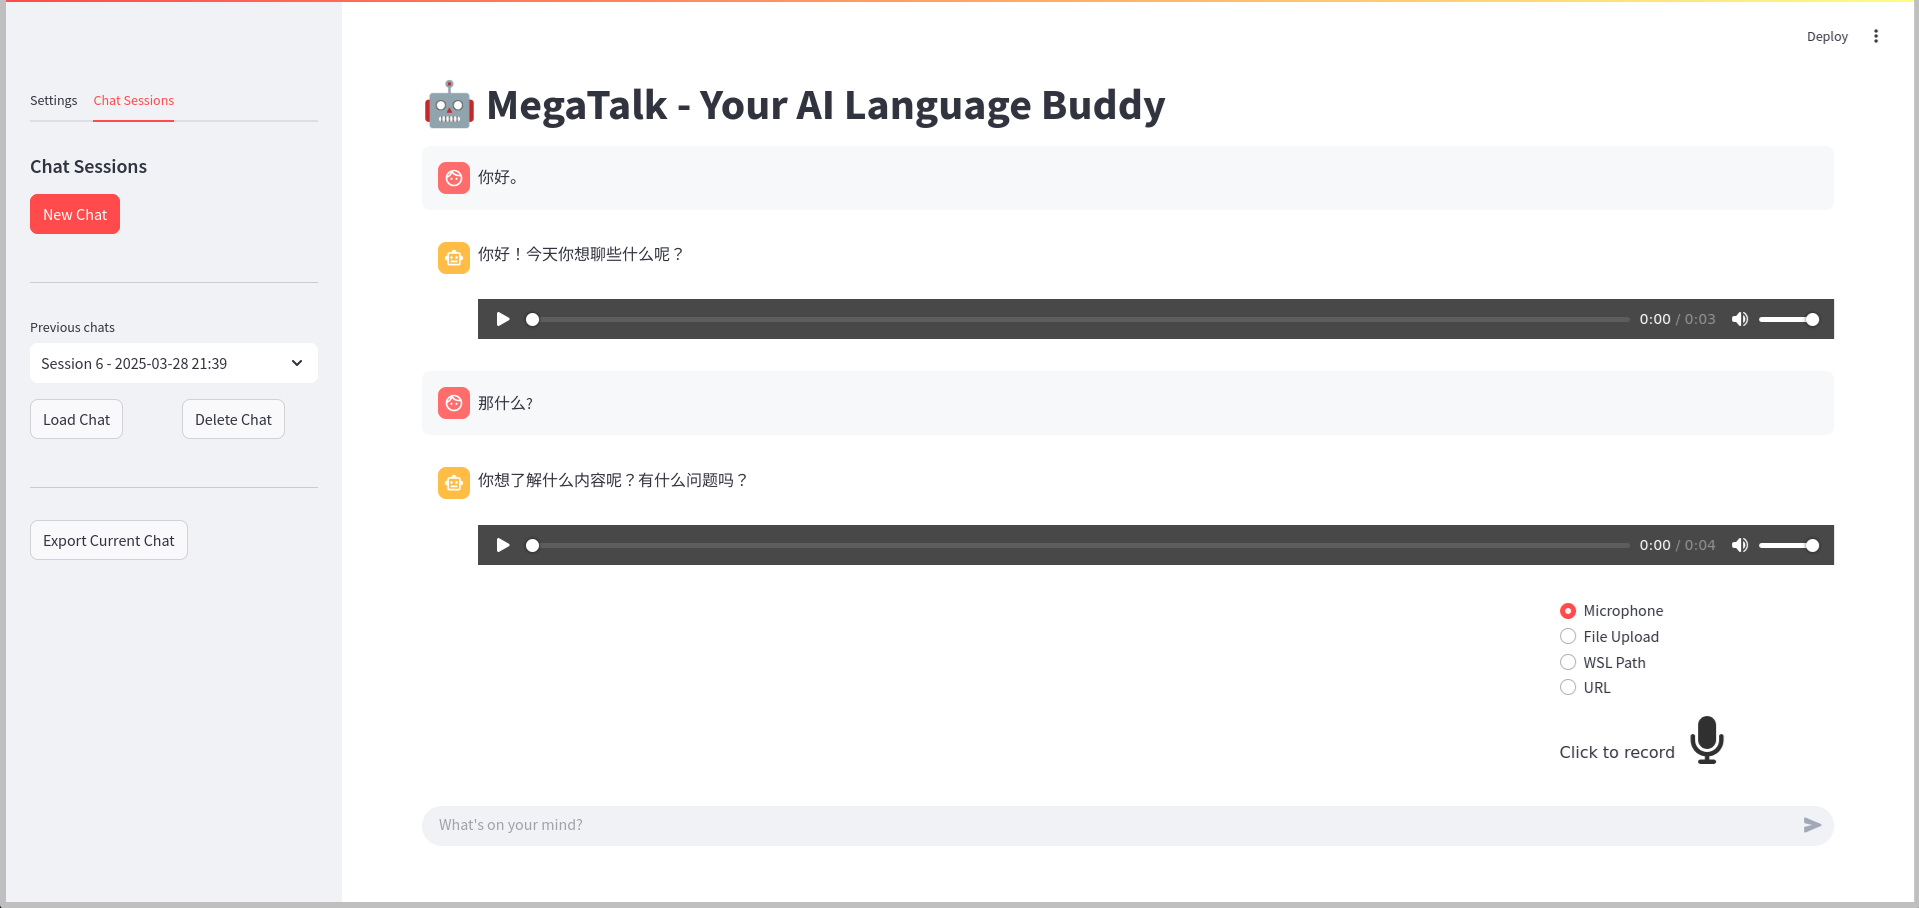 Deploy
Settings
Chat Sessions
Chat Sessions
New Chat
Previous chats
Session 6 - 2025-03-28 21:39
Load Chat
Delete Chat
Export Current Chat
MegaTalk - Your AI Language Buddy
你好。
你好！今天你想聊些什么呢？
0:00 / 0:03
那什么?
你想了解什么内容呢？有什么问题吗？
0:00 / 0:04
Microphone
File Upload
WSL Path
URL
Click to record
What's on your mind?